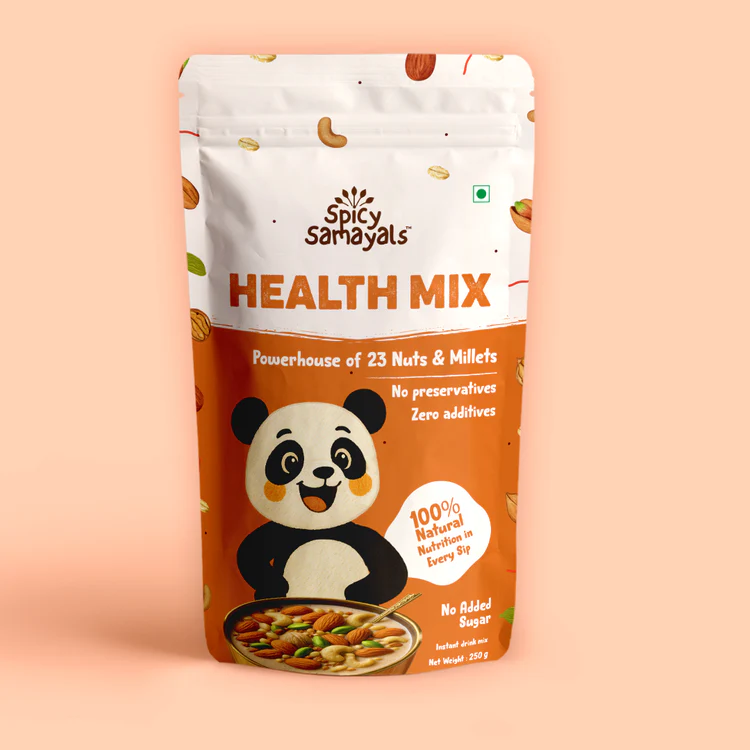 Spicy
Samayals™
HEALTH MIX
Powerhouse of 23 Nuts & Millets
No preservatives
Zero additives
100%
Natural
Nutrition in
Every Sip
No Added
Sugar
Instant drink mix
Net Weight : 250 g